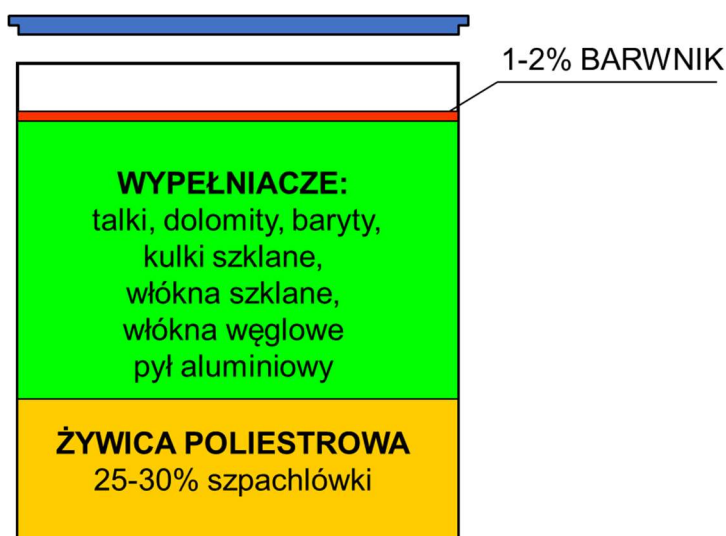 1-2% BARWNIK
WYPEŁNIACZE:
talki, dolomity, baryty,
kulki szklane,
włókna szklane,
włókna węglowe
pył aluminiowy
ŻYWICA POLIESTROWA
25-30% szpachlówki